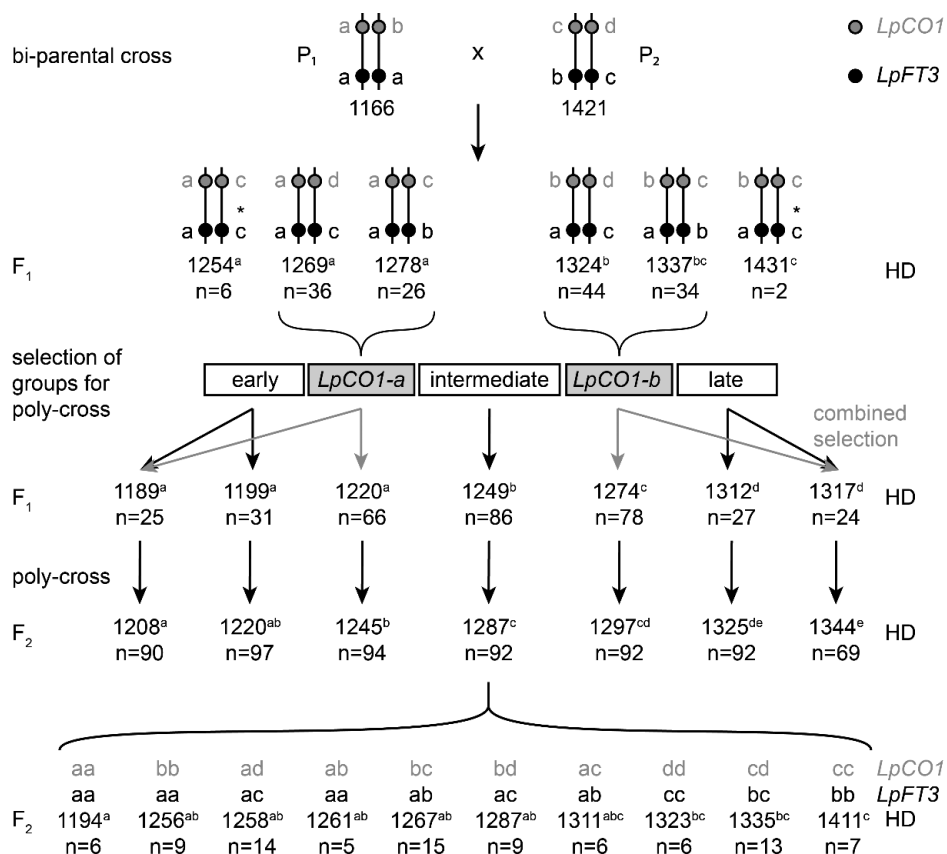 a b c d LpCO1
bi-parental cross P₁ x P₂
a a b c LpFT3
1166 1421
a c a d a c b d b c b c
* *
a c a c a b a c a b a c
F₁ 1254ᵃ 1269ᵃ 1278ᵃ 1324ᵇ 1337ᵇᶜ 1431ᶜ HD
n=6 n=36 n=26 n=44 n=34 n=2
selection of
groups for
poly-cross
early LpCO1-a intermediate LpCO1-b late
combined
selection
F₁ 1189ᵃ 1199ᵃ 1220ᵃ 1249ᵇ 1274ᶜ 1312ᵈ 1317ᵈ HD
n=25 n=31 n=66 n=86 n=78 n=27 n=24
poly-cross
F₂ 1208ᵃ 1220ᵃᵇ 1245ᵇ 1287ᶜ 1297ᶜᵈ 1325ᵈᵉ 1344ᵉ HD
n=90 n=97 n=94 n=92 n=92 n=92 n=69
aa bb ad ab bc bd ac dd cd cc LpCO1
aa aa ac aa ab ac ab cc bc bb LpFT3
F₂ 1194ᵃ 1256ᵃᵇ 1258ᵃᵇ 1261ᵃᵇ 1267ᵃᵇ 1287ᵃᵇ 1311ᵃᵇᶜ 1323ᵇᶜ 1335ᵇᶜ 1411ᶜ HD
n=6 n=9 n=14 n=5 n=15 n=9 n=6 n=6 n=13 n=7